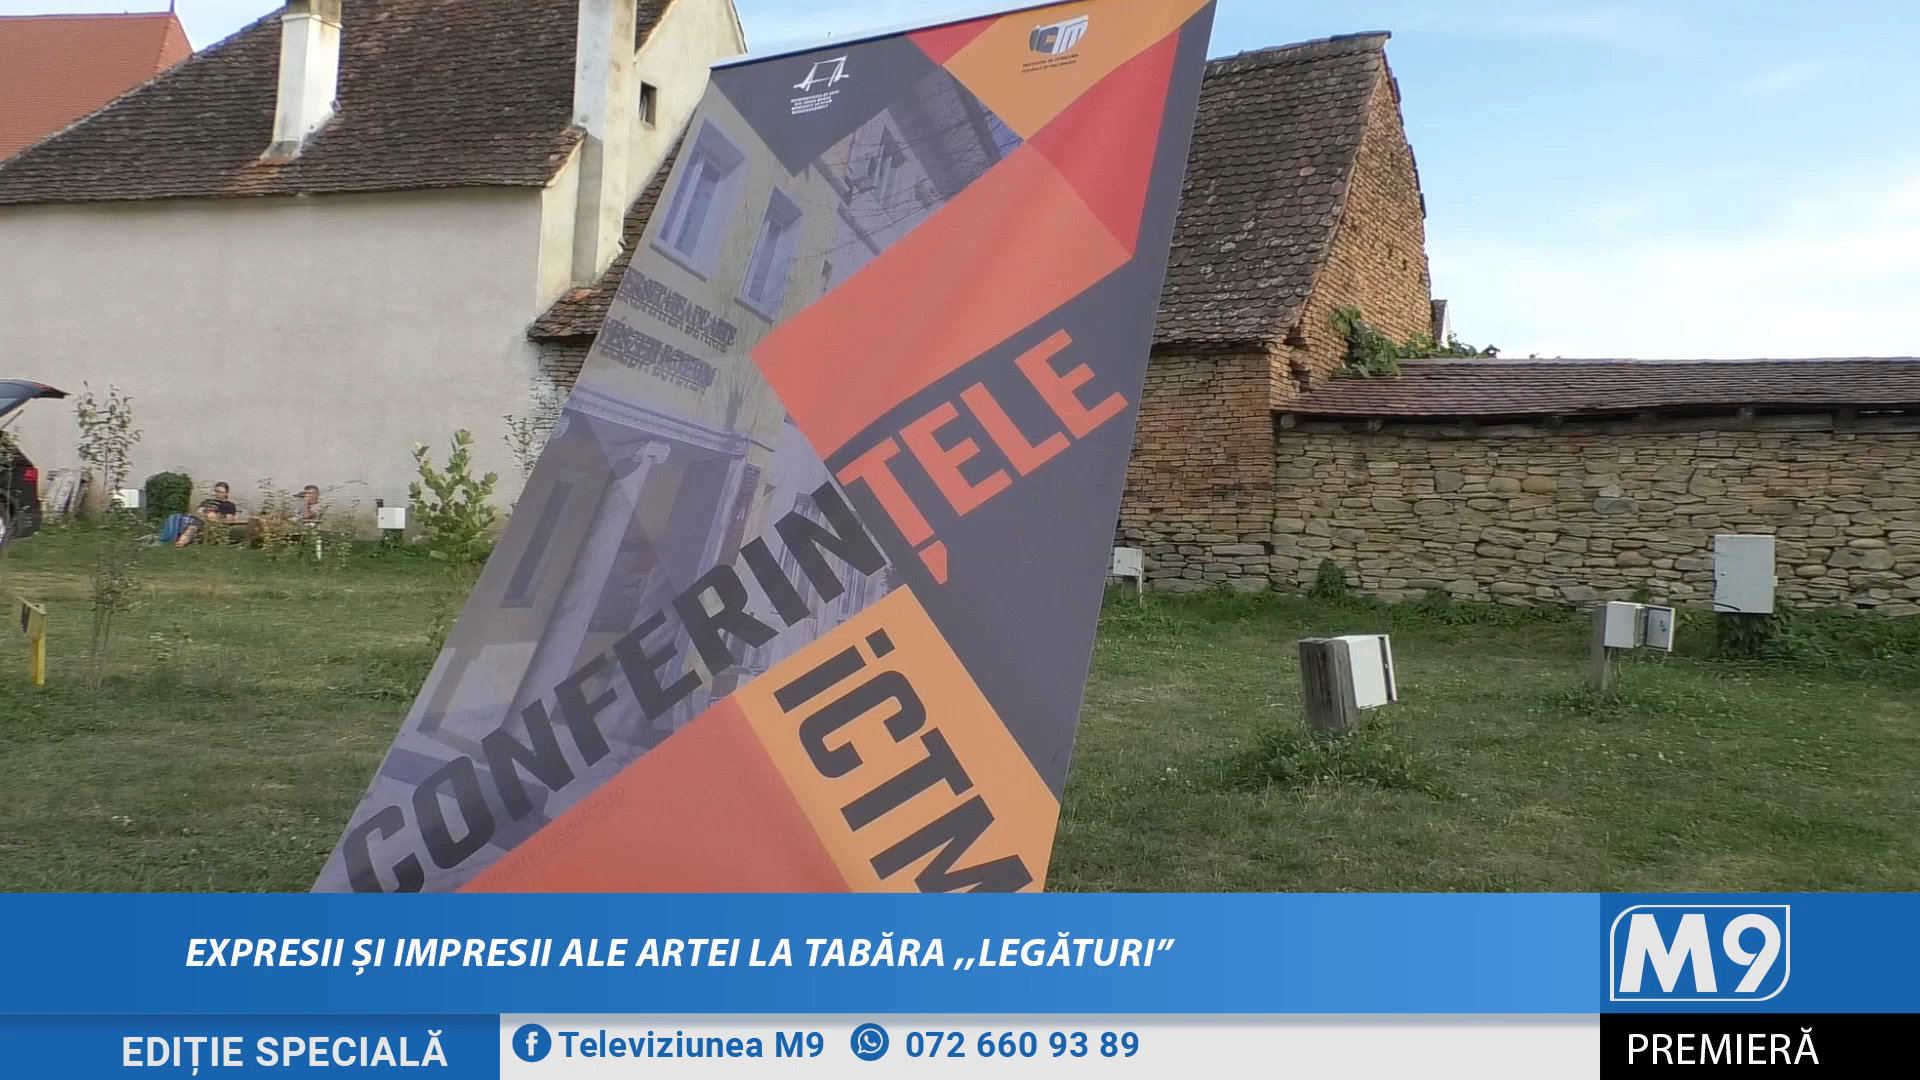 iCTM
CONFERINȚELE
iCTM
EXPRESII ȘI IMPRESII ALE ARTEI LA TABĂRA ,,LEGĂTURI”
M9
EDIȚIE SPECIALĂ
Televiziunea M9
072 660 93 89
PREMIERĂ